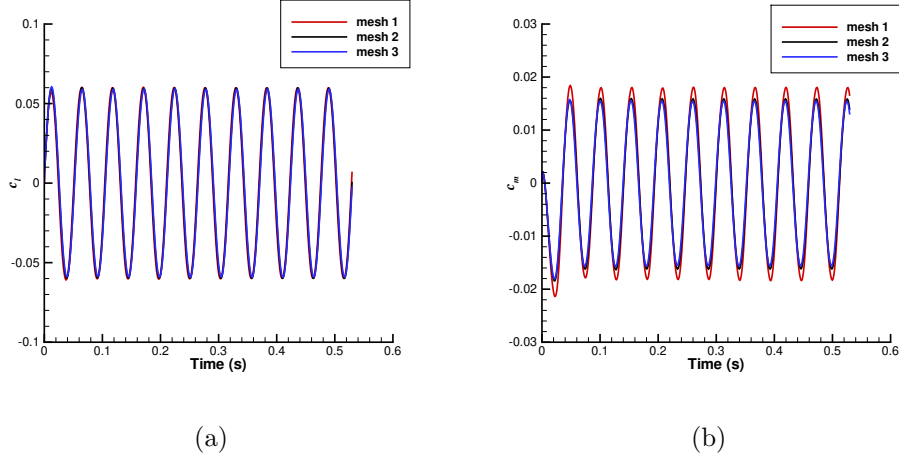 mesh 1
mesh 2
mesh 3
0.1
0.05
0
-0.05
-0.1
c_l
0 0.1 0.2 0.3 0.4 0.5 0.6
Time (s)
(a)
mesh 1
mesh 2
mesh 3
0.03
0.02
0.01
0
-0.01
-0.02
-0.03
c_m
0 0.1 0.2 0.3 0.4 0.5 0.6
Time (s)
(b)